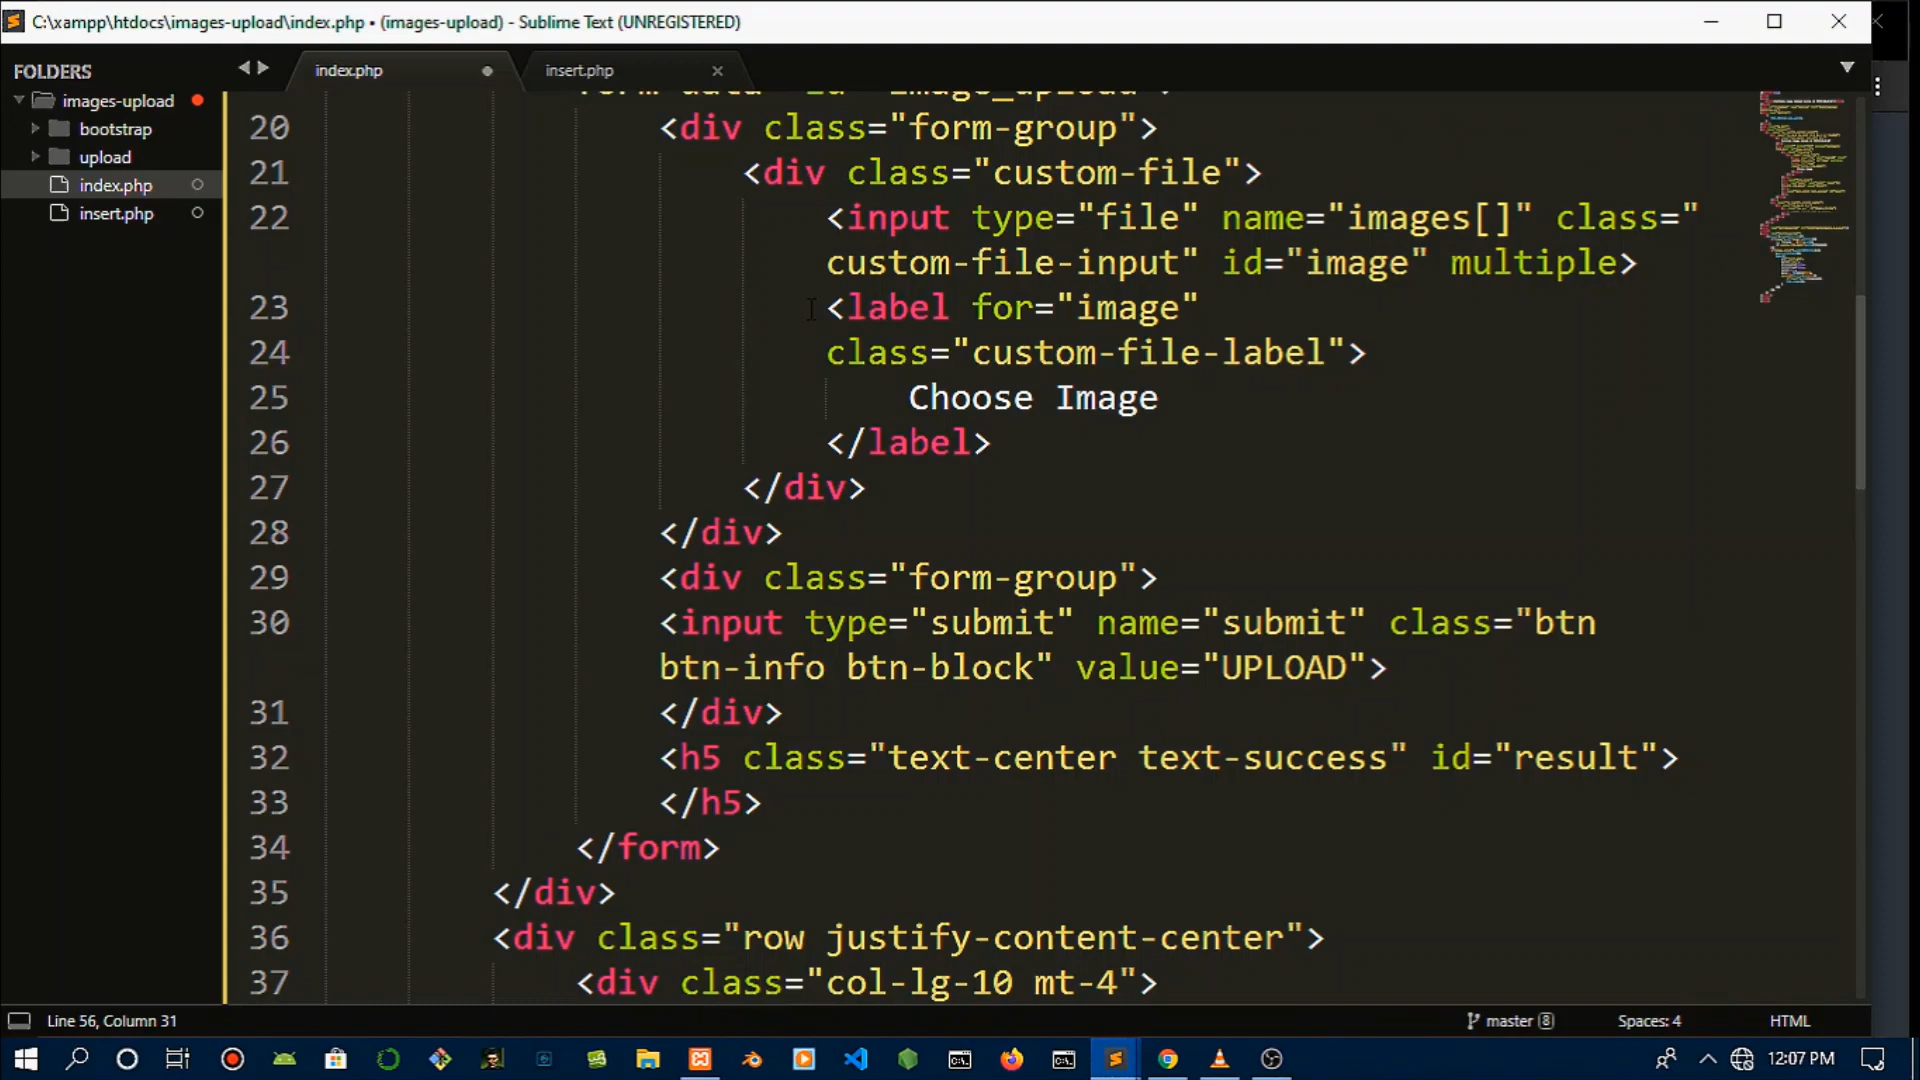 C:\xampp\htdocs\images-upload\index.php • (images-upload) - Sublime Text (UNREGISTERED)
FOLDERS
images-upload
bootstrap
upload
index.php
insert.php
index.php
insert.php
form-data" id="image_upload">
20 <div class="form-group">
21 <div class="custom-file">
22 <input type="file" name="images[]" class="
custom-file-input" id="image" multiple>
23 <label for="image"
24 class="custom-file-label">
25 Choose Image
26 </label>
27 </div>
28 </div>
29 <div class="form-group">
30 <input type="submit" name="submit" class="btn
btn-info btn-block" value="UPLOAD">
31 </div>
32 <h5 class="text-center text-success" id="result">
33 </h5>
34 </form>
35 </div>
36 <div class="row justify-content-center">
37 <div class="col-lg-10 mt-4">
Line 56, Column 31
master 8
Spaces: 4
HTML
12:07 PM